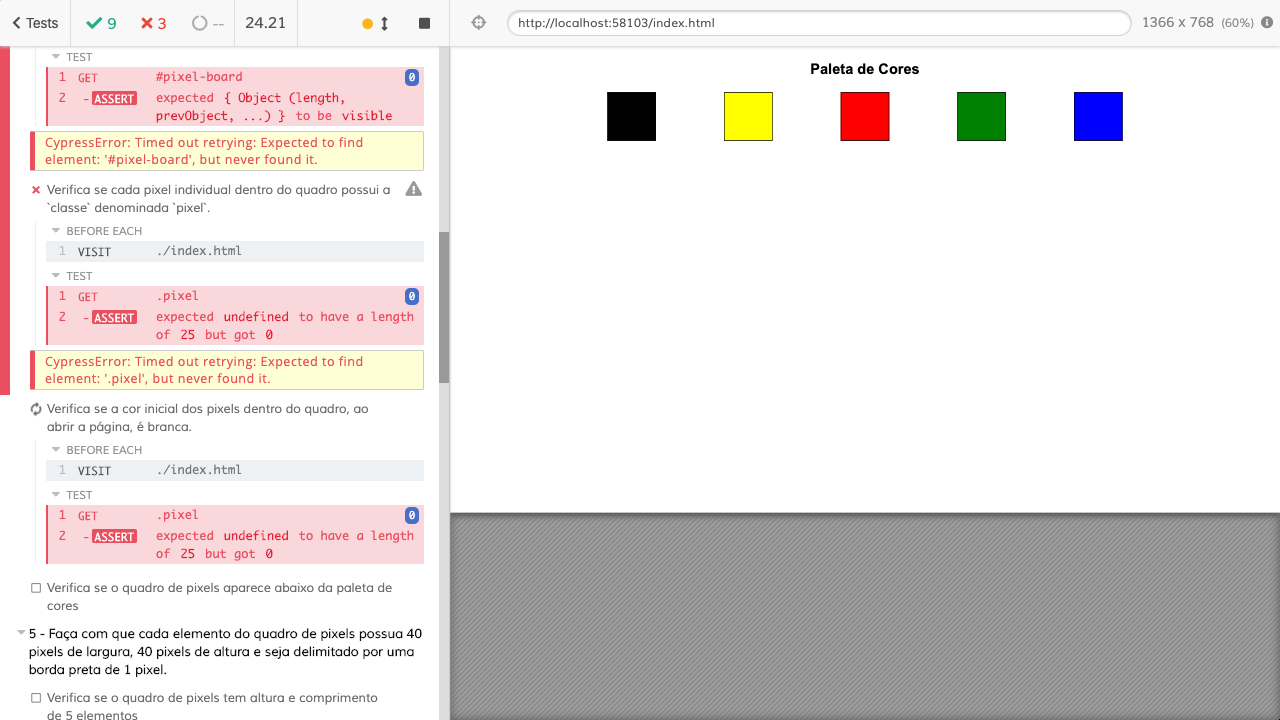 Tests
9
3
--
24.21
http://localhost:58103/index.html
1366 x 768 (60%)
TEST
1 GET #pixel-board 0
2 -ASSERT expected { Object (length,
prevObject, ...) } to be visible
CypressError: Timed out retrying: Expected to find
element: '#pixel-board', but never found it.
Verifica se cada pixel individual dentro do quadro possui a
`classe` denominada `pixel`.
BEFORE EACH
1 VISIT ./index.html
TEST
1 GET .pixel 0
2 -ASSERT expected undefined to have a length
of 25 but got 0
CypressError: Timed out retrying: Expected to find
element: '.pixel', but never found it.
Verifica se a cor inicial dos pixels dentro do quadro, ao
abrir a página, é branca.
BEFORE EACH
1 VISIT ./index.html
TEST
1 GET .pixel 0
2 -ASSERT expected undefined to have a length
of 25 but got 0
Verifica se o quadro de pixels aparece abaixo da paleta de
cores
5 - Faça com que cada elemento do quadro de pixels possua 40
pixels de largura, 40 pixels de altura e seja delimitado por uma
borda preta de 1 pixel.
Verifica se o quadro de pixels tem altura e comprimento
de 5 elementos
Paleta de Cores